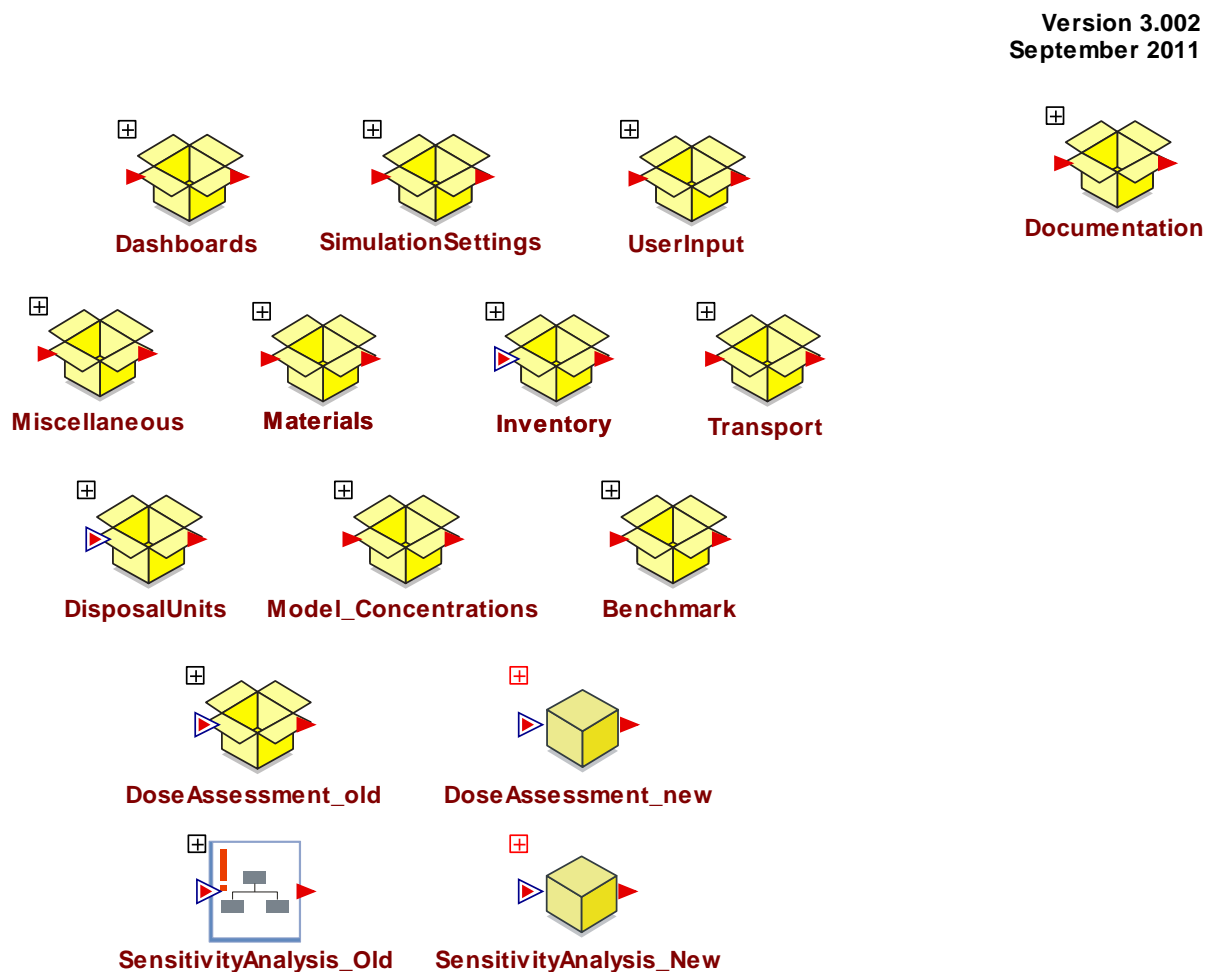 Version 3.002
September 2011
Dashboards
SimulationSettings
UserInput
Documentation
Miscellaneous
Materials
Inventory
Transport
DisposalUnits
Model_Concentrations
Benchmark
DoseAssessment_old
DoseAssessment_new
SensitivityAnalysis_Old
SensitivityAnalysis_New